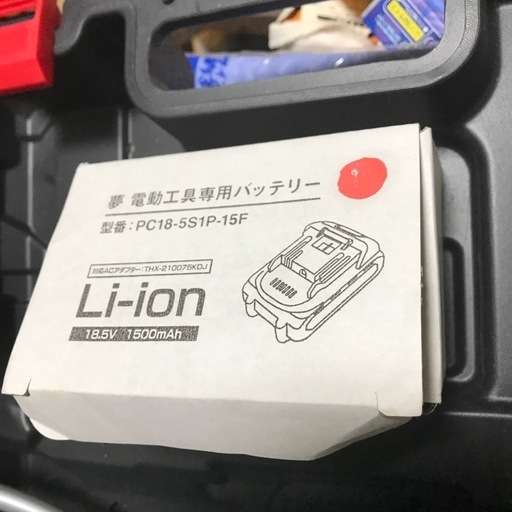 夢 電動工具専用バッテリー
型番：PC18-5S1P-15F
対応ACアダプター：THX-210075KDJ
Li-ion
18.5V 1500mAh